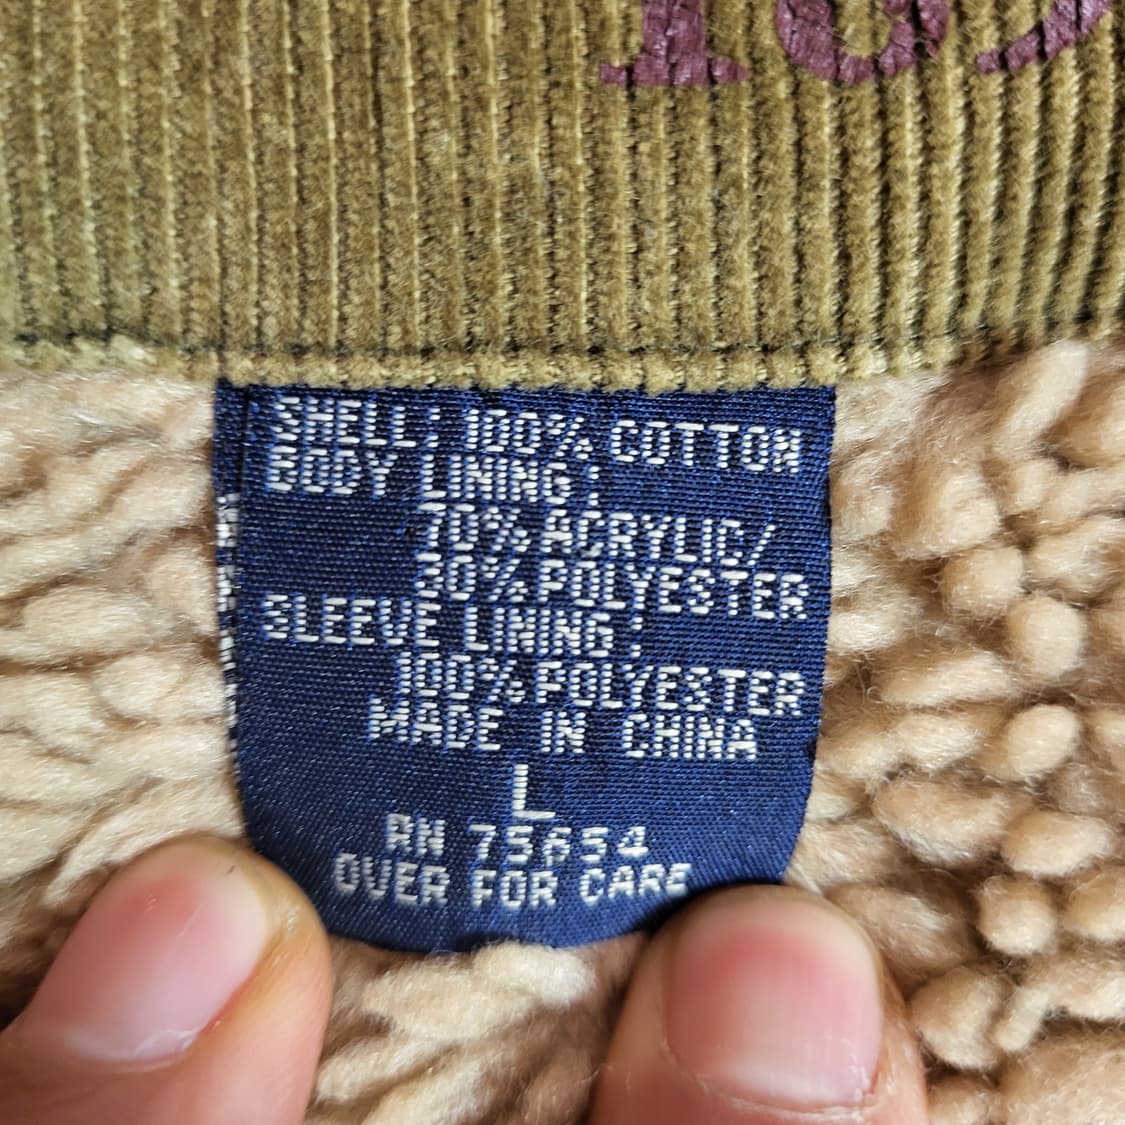 SHELL: 100% COTTON
BODY LINING:
70% ACRYLIC/
30% POLYESTER
SLEEVE LINING:
100% POLYESTER
MADE IN CHINA
L
RN 75654
OVER FOR CARE